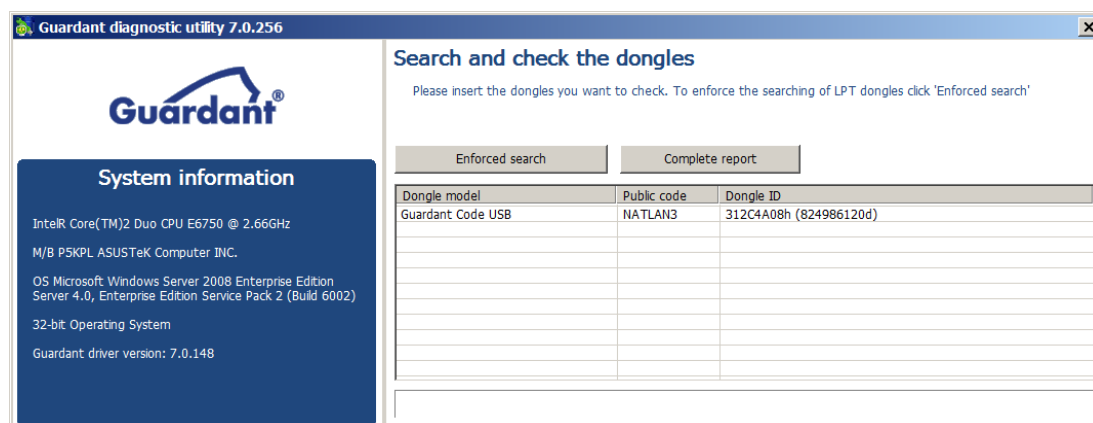 Guardant diagnostic utility 7.0.256
Guardant®
System information
IntelR Core(TM)2 Duo CPU E6750 @ 2.66GHz
M/B P5KPL ASUSTeK Computer INC.
OS Microsoft Windows Server 2008 Enterprise Edition
Server 4.0, Enterprise Edition Service Pack 2 (Build 6002)
32-bit Operating System
Guardant driver version: 7.0.148
Search and check the dongles
Please insert the dongles you want to check. To enforce the searching of LPT dongles click 'Enforced search'
Enforced search Complete report
Dongle model Public code Dongle ID
Guardant Code USB NATLAN3 312C4A08h (824986120d)